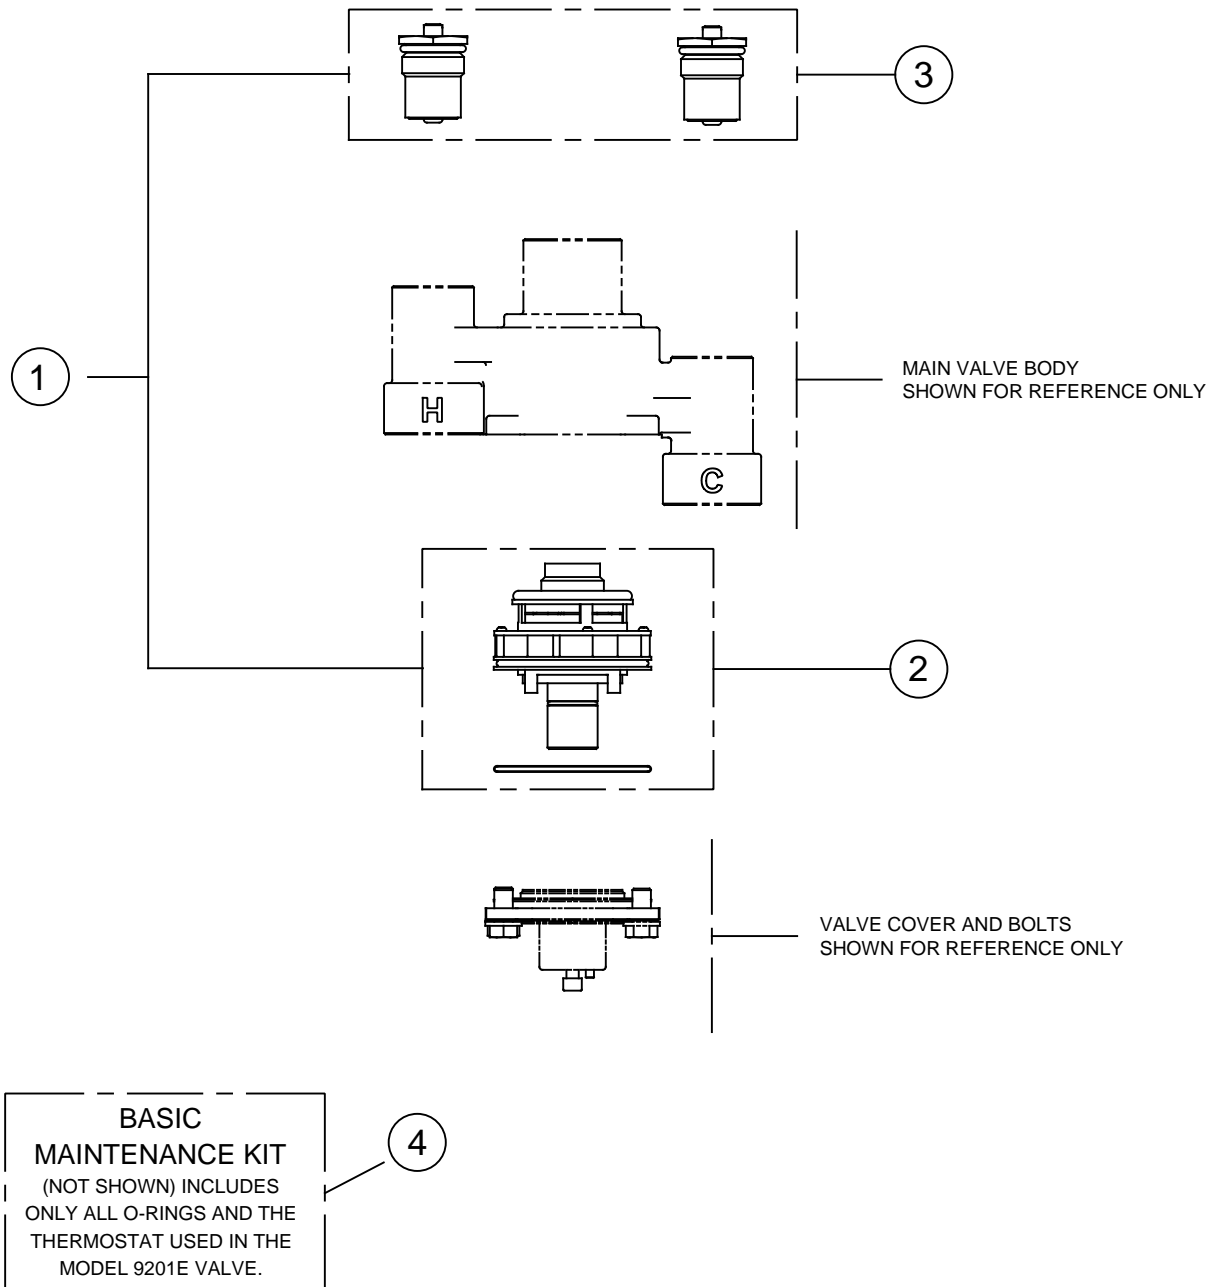 3
1
MAIN VALVE BODY
SHOWN FOR REFERENCE ONLY
H
C
2
VALVE COVER AND BOLTS
SHOWN FOR REFERENCE ONLY
BASIC
MAINTENANCE KIT
(NOT SHOWN) INCLUDES
ONLY ALL O-RINGS AND THE
THERMOSTAT USED IN THE
MODEL 9201E VALVE.
4